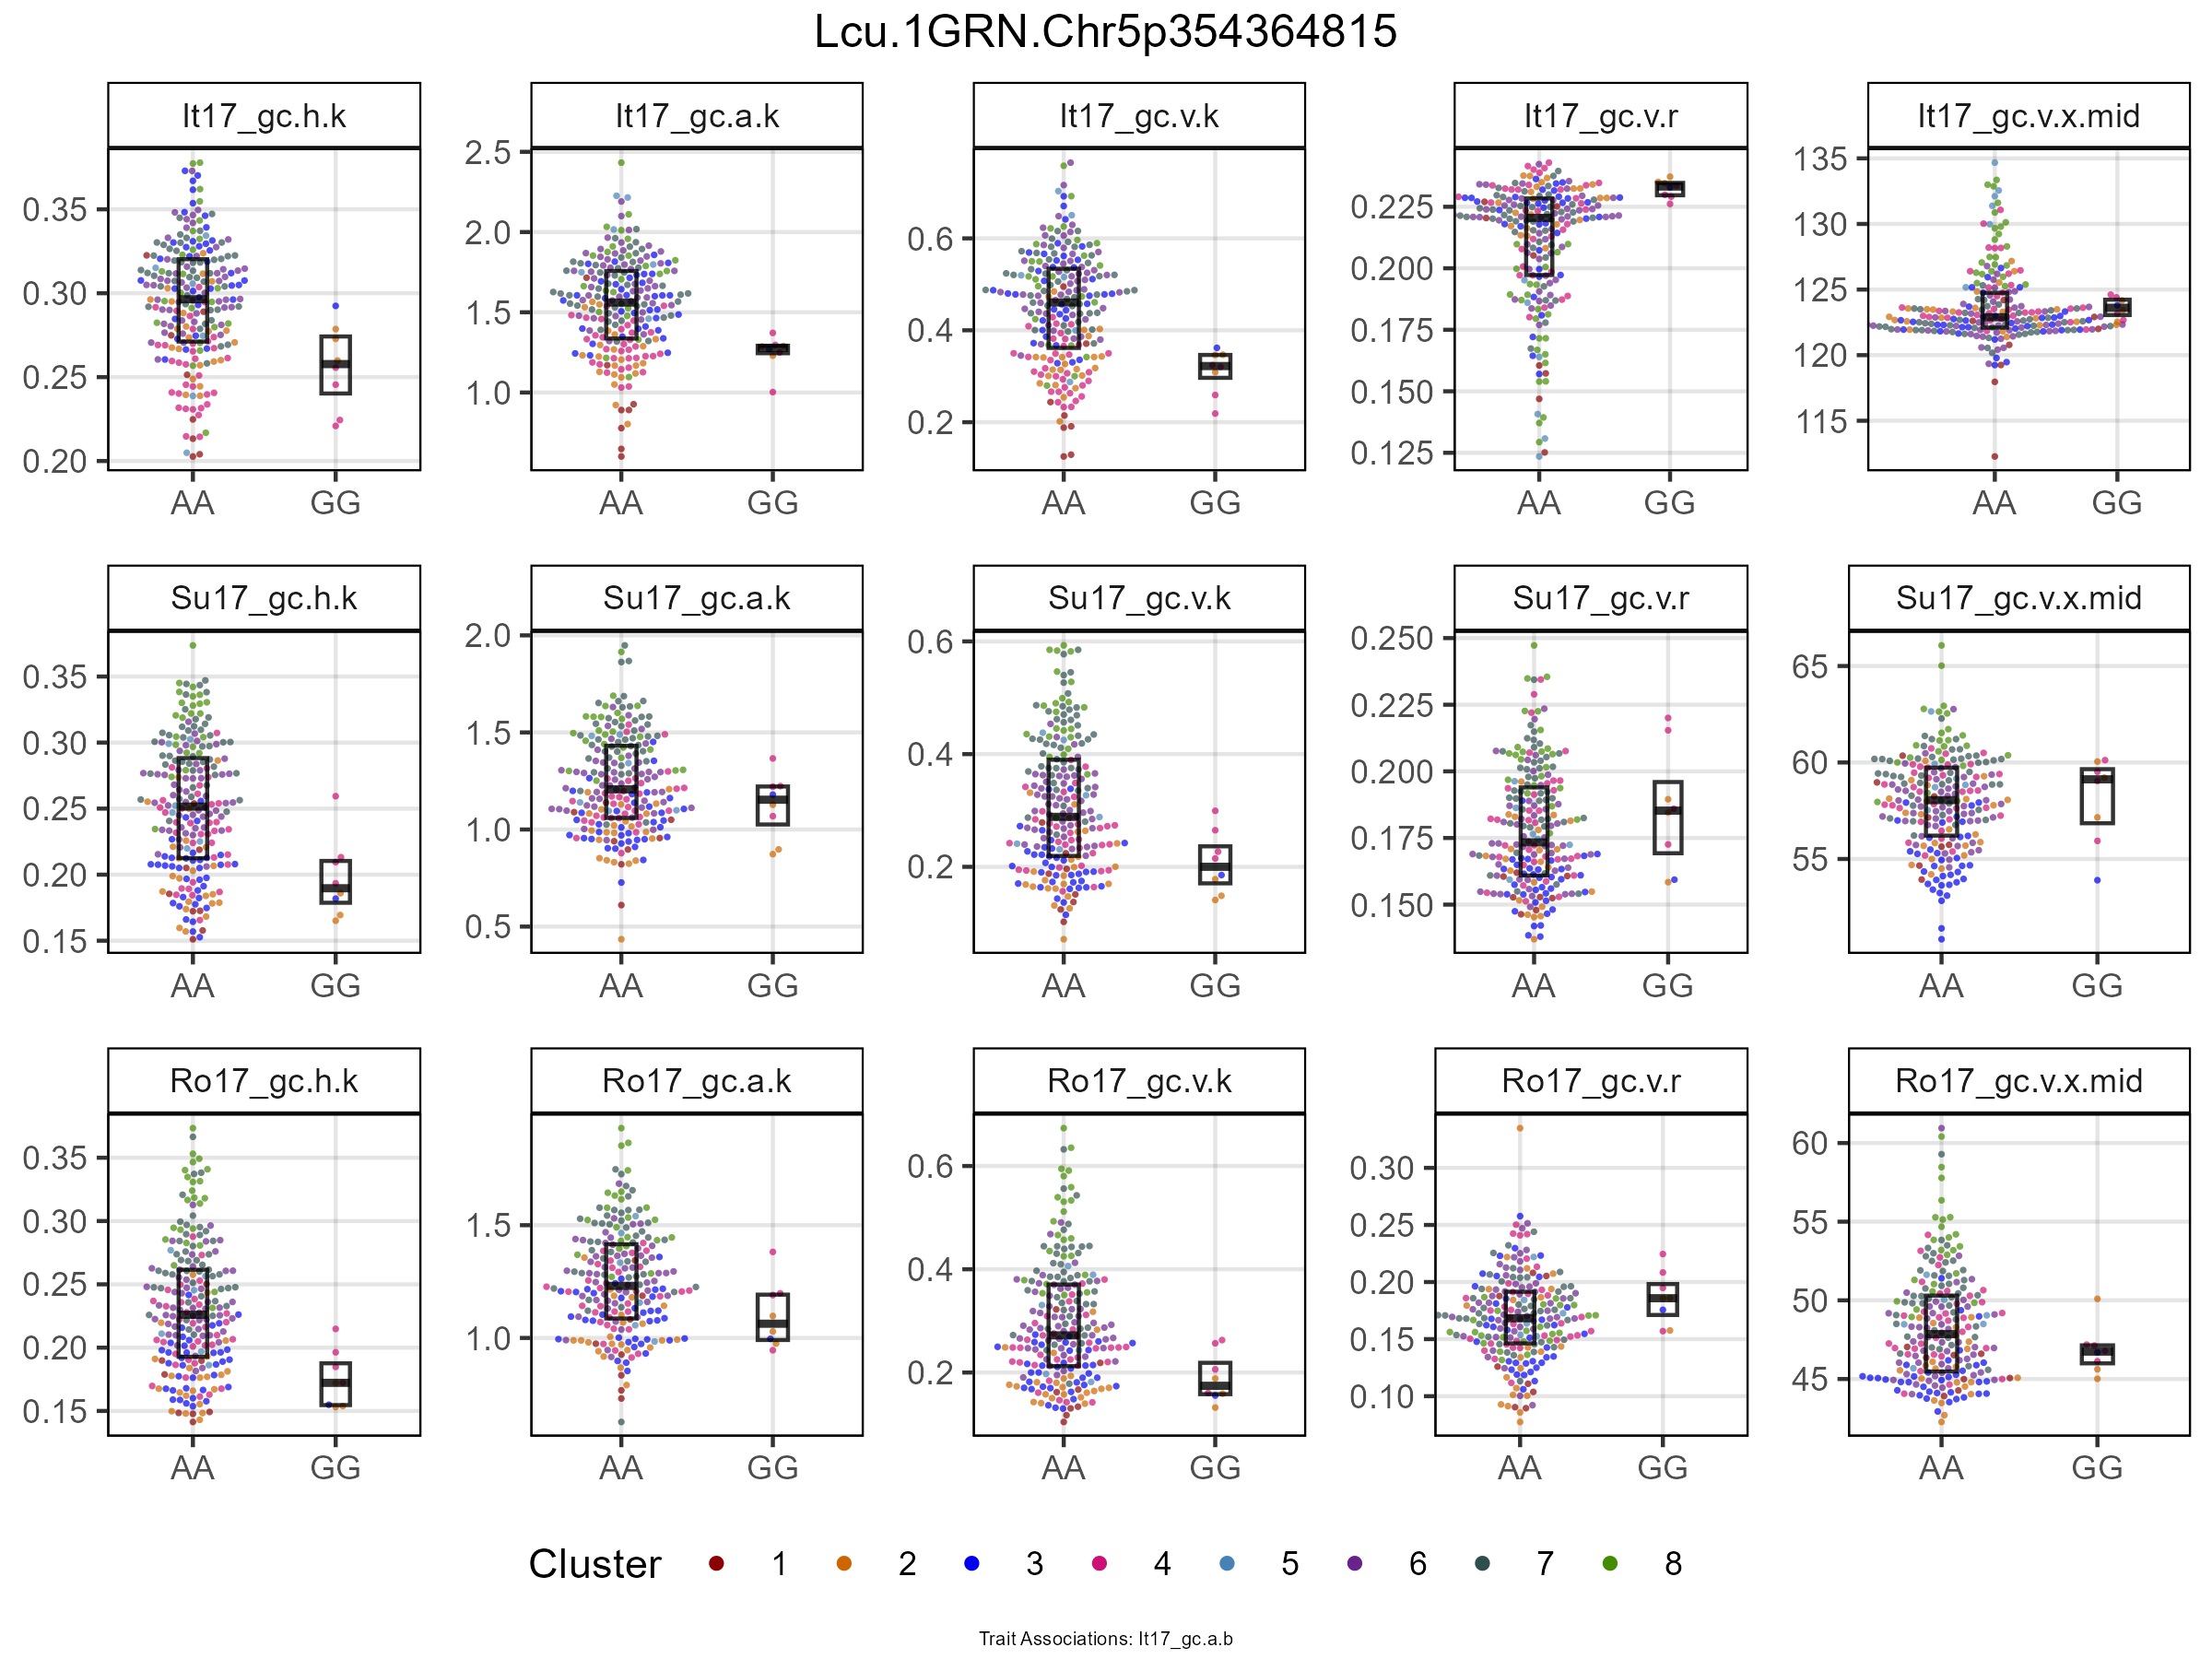 Lcu.1GRN.Chr5p354364815
It17_gc.h.k It17_gc.a.k It17_gc.v.k It17_gc.v.r It17_gc.v.x.mid
0.35 0.30 0.25 0.20
2.5 2.0 1.5 1.0
0.6 0.4 0.2
0.225 0.200 0.175 0.150 0.125
135 130 125 120 115
AA GG AA GG AA GG AA GG AA GG
Su17_gc.h.k Su17_gc.a.k Su17_gc.v.k Su17_gc.v.r Su17_gc.v.x.mid
0.35 0.30 0.25 0.20 0.15
2.0 1.5 1.0 0.5
0.6 0.4 0.2
0.250 0.225 0.200 0.175 0.150
65 60 55
AA GG AA GG AA GG AA GG AA GG
Ro17_gc.h.k Ro17_gc.a.k Ro17_gc.v.k Ro17_gc.v.r Ro17_gc.v.x.mid
0.35 0.30 0.25 0.20 0.15
1.5 1.0
0.6 0.4 0.2
0.30 0.25 0.20 0.15 0.10
60 55 50 45
AA GG AA GG AA GG AA GG AA GG
Cluster 1 2 3 4 5 6 7 8
Trait Associations: It17_gc.a.b